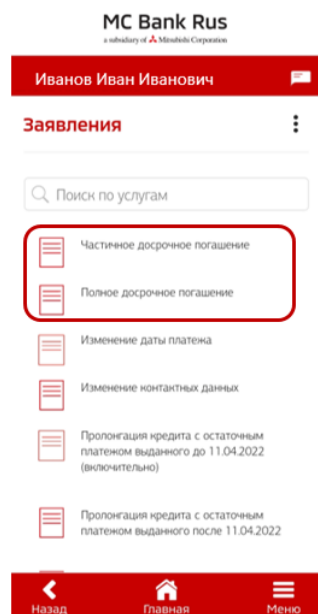 MC Bank Rus
a subsidiary of Mitsubishi Corporation
Иванов Иван Иванович
Заявления
Поиск по услугам
Частичное досрочное погашение
Полное досрочное погашение
Изменение даты платежа
Изменение контактных данных
Пролонгация кредита с остаточным
платежом выданного до 11.04.2022
(включительно)
Пролонгация кредита с остаточным
платежом выданного после 11.04.2022
Назад Главная Меню